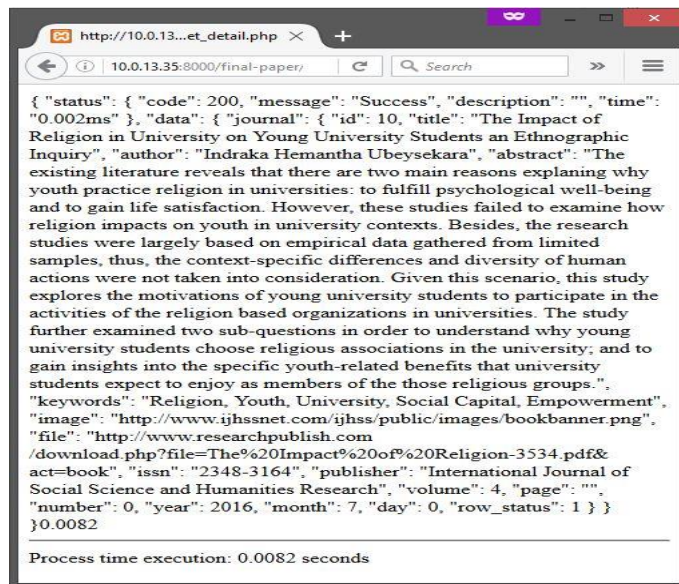 http://10.0.13...et_detail.php
10.0.13.35:8000/final-paper/
Search
{ "status": { "code": 200, "message": "Success", "description": "", "time":
"0.002ms" }, "data": { "journal": { "id": 10, "title": "The Impact of
Religion in University on Young University Students an Ethnographic
Inquiry", "author": "Indraka Hemantha Ubeysekara", "abstract": "The
existing literature reveals that there are two main reasons explaning why
youth practice religion in universities: to fulfill psychological well-being
and to gain life satisfaction. However, these studies failed to examine how
religion impacts on youth in university contexts. Besides, the research
studies were largely based on empirical data gathered from limited
samples, thus, the context-specific differences and diversity of human
actions were not taken into consideration. Given this scenario, this study
explores the motivations of young university students to participate in the
activities of the religion based organizations in universities. The study
further examined two sub-questions in order to understand why young
university students choose religious associations in the university; and to
gain insights into the specific youth-related benefits that university
students expect to enjoy as members of the those religious groups.",
"keywords": "Religion, Youth, University, Social Capital, Empowerment",
"image": "http://www.ijhssnet.com/ijhss/public/images/bookbanner.png",
"file": "http://www.researchpublish.com
/download.php?file=The%20Impact%20of%20Religion-3534.pdf&
act=book", "issn": "2348-3164", "publisher": "International Journal of
Social Science and Humanities Research", "volume": 4, "page": "",
"number": 0, "year": 2016, "month": 7, "day": 0, "row_status": 1 } }
}0.0082
Process time execution: 0.0082 seconds